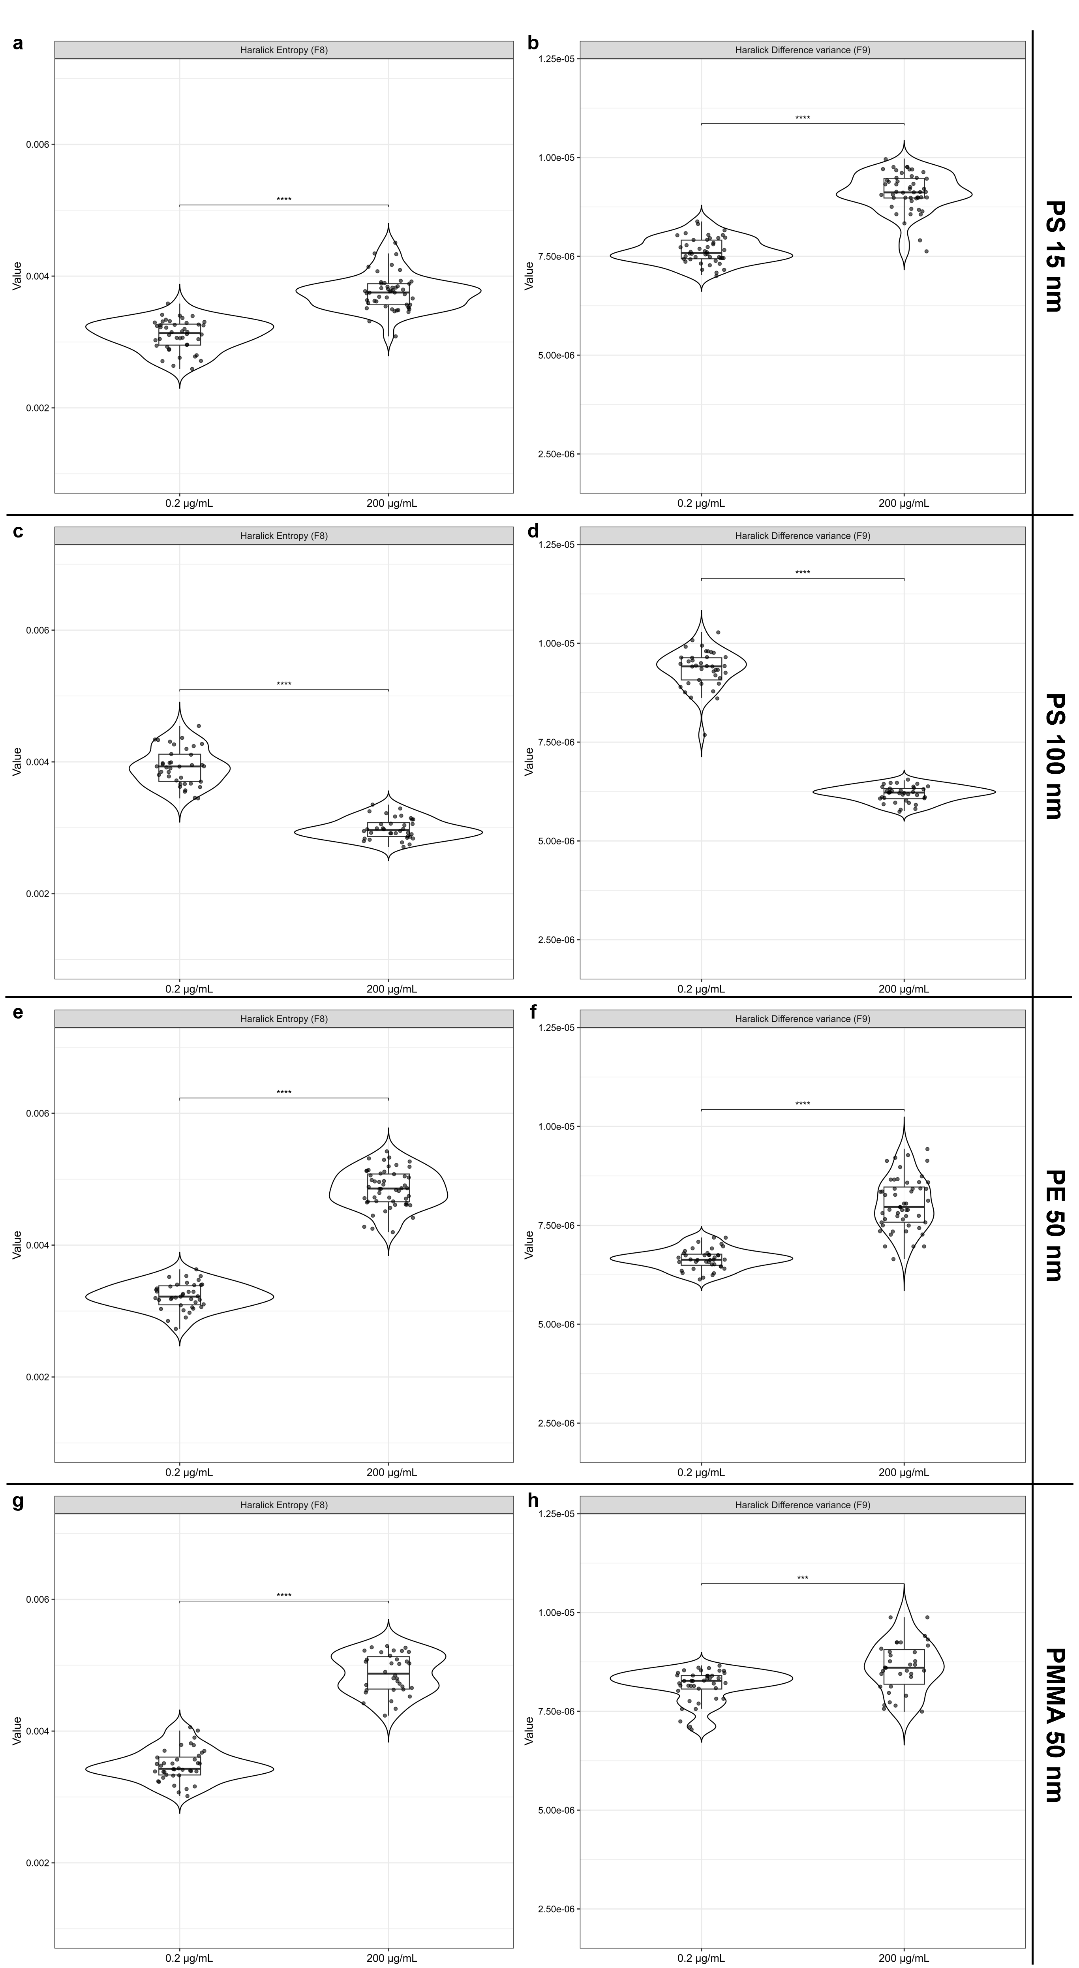 a
Haralick Entropy (F8)
0.006
0.004
0.002
Value
****
0.2 µg/mL
200 µg/mL
b
Haralick Difference variance (F9)
1.25e-05
1.00e-05
7.50e-06
5.00e-06
2.50e-06
Value
****
0.2 µg/mL
200 µg/mL
PS 15 nm
c
Haralick Entropy (F8)
0.006
0.004
0.002
Value
****
0.2 µg/mL
200 µg/mL
d
Haralick Difference variance (F9)
1.25e-05
1.00e-05
7.50e-06
5.00e-06
2.50e-06
Value
****
0.2 µg/mL
200 µg/mL
PS 100 nm
e
Haralick Entropy (F8)
0.006
0.004
0.002
Value
****
0.2 µg/mL
200 µg/mL
f
Haralick Difference variance (F9)
1.25e-05
1.00e-05
7.50e-06
5.00e-06
2.50e-06
Value
****
0.2 µg/mL
200 µg/mL
PE 50 nm
g
Haralick Entropy (F8)
0.006
0.004
0.002
Value
****
0.2 µg/mL
200 µg/mL
h
Haralick Difference variance (F9)
1.25e-05
1.00e-05
7.50e-06
5.00e-06
2.50e-06
Value
***
0.2 µg/mL
200 µg/mL
PMMA 50 nm